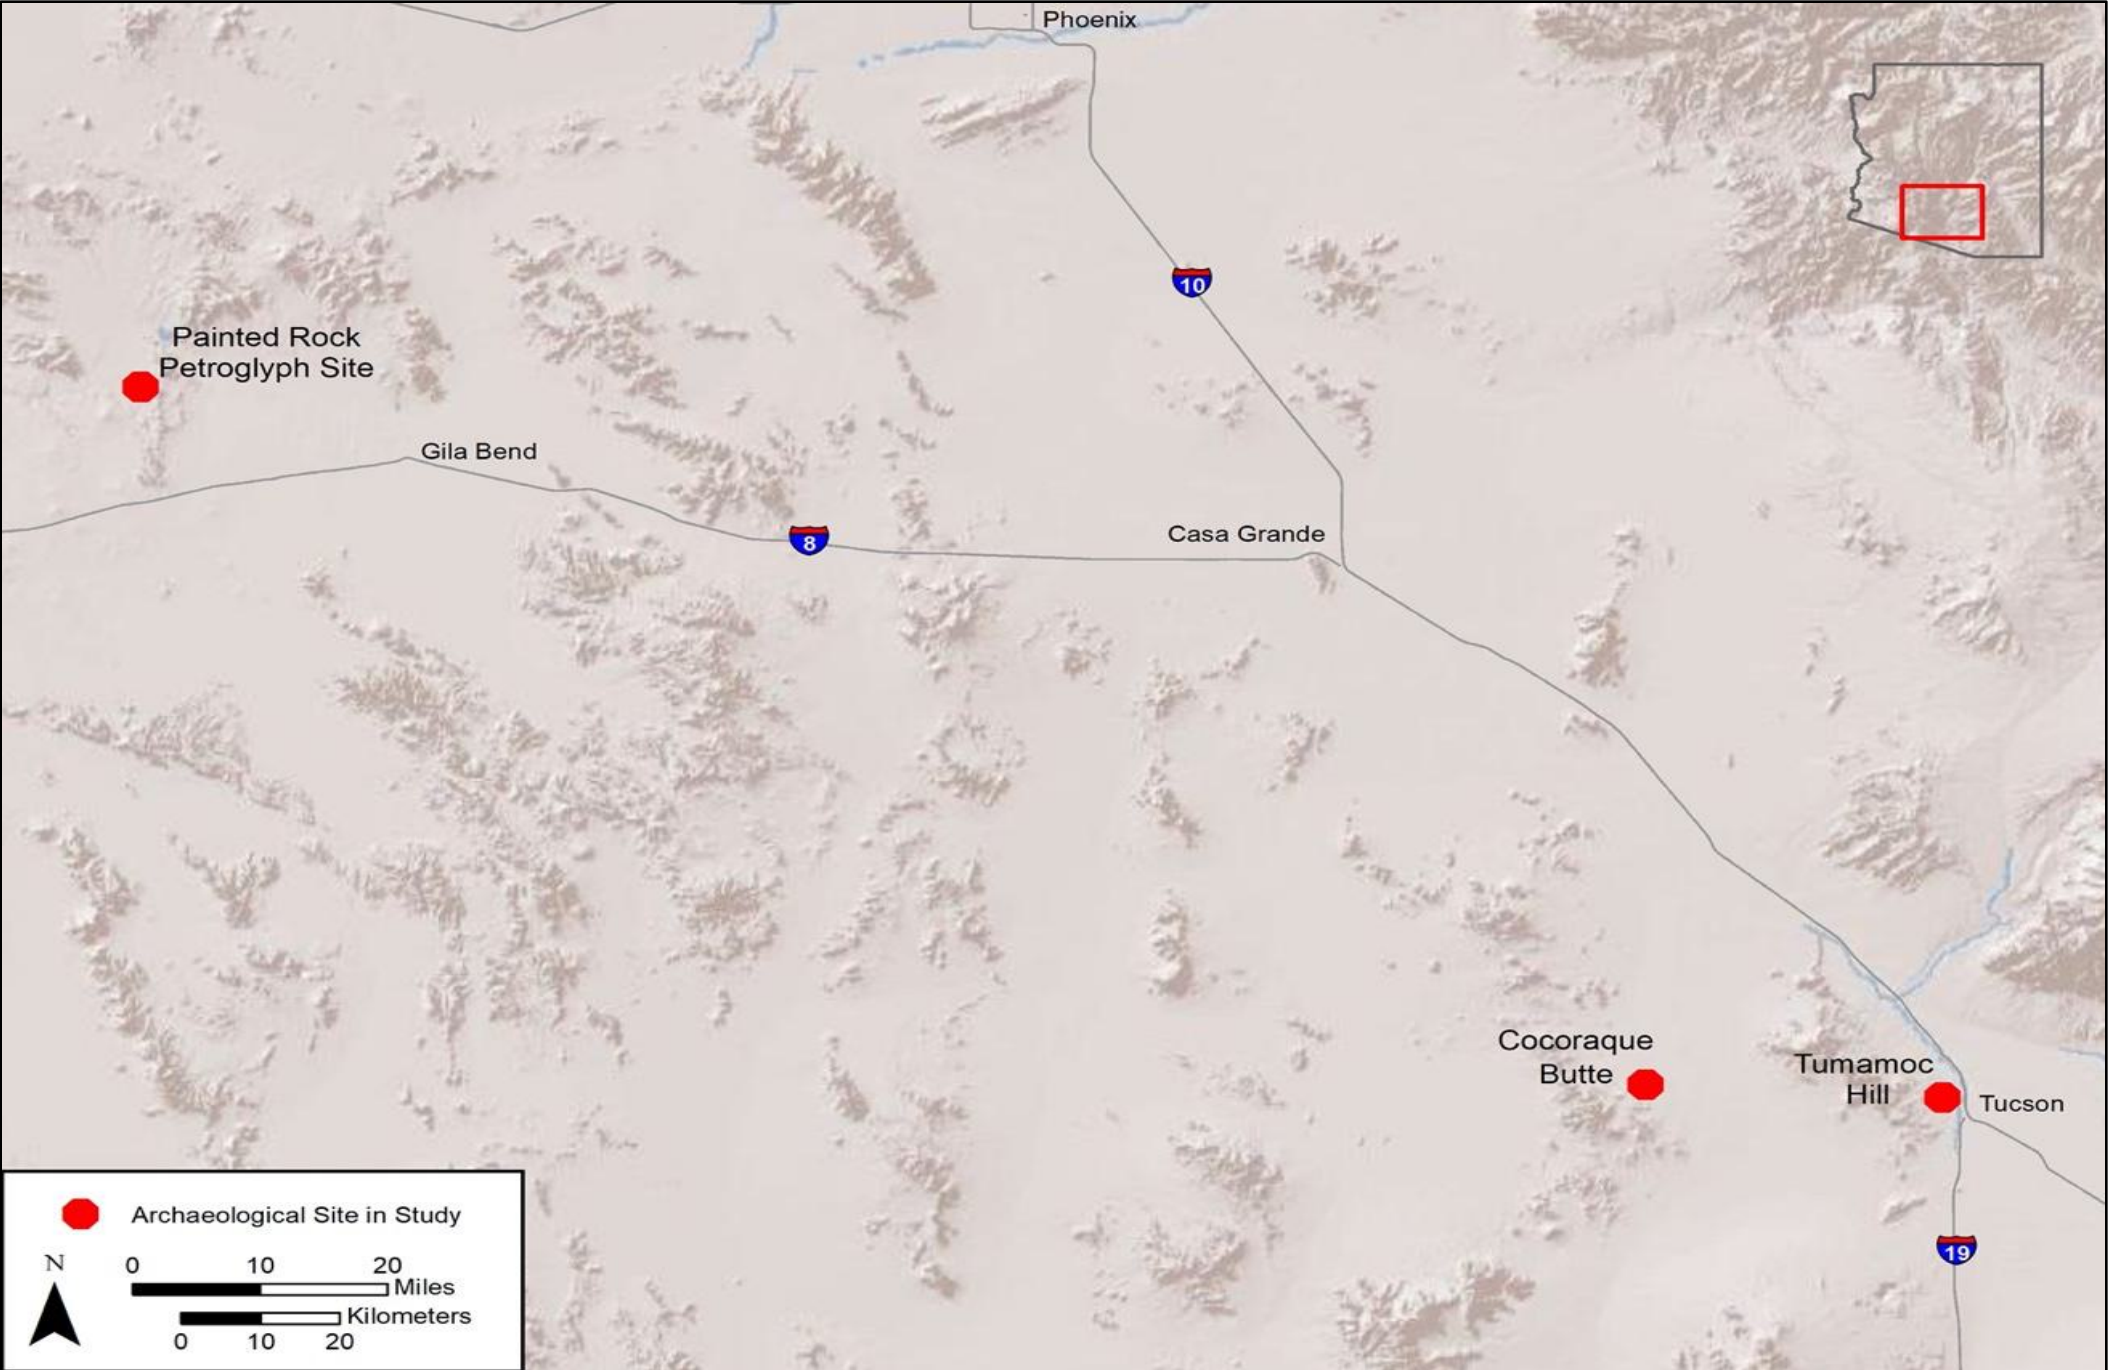 Phoenix
10
Painted Rock
Petroglyph Site
Gila Bend
8
Casa Grande
Cocoraque
Butte
Tumamoc
Hill
Tucson
19
Archaeological Site in Study
N
0 10 20
Miles
Kilometers
0 10 20